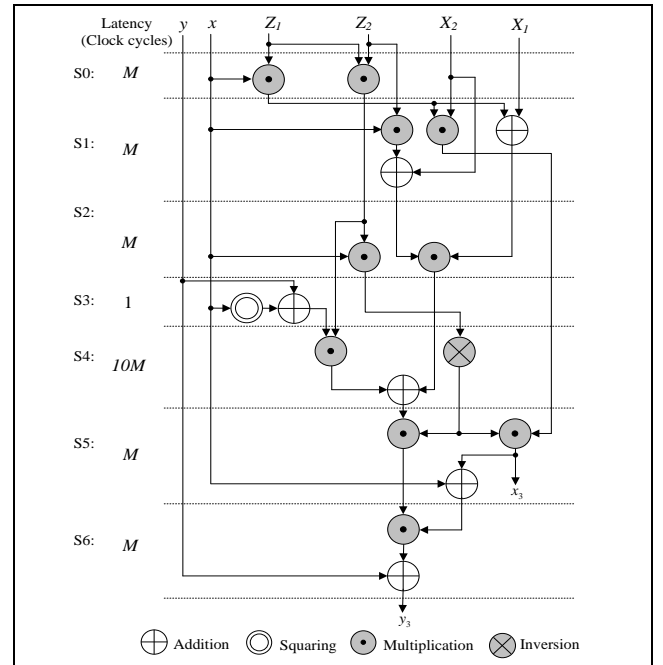 Latency
(Clock cycles)
y x Z1 Z2 X2 X1
S0: M
S1: M
S2:
M
S3: 1
S4:
10M
S5:
M
x3
S6:
M
y3
Addition Squaring Multiplication Inversion